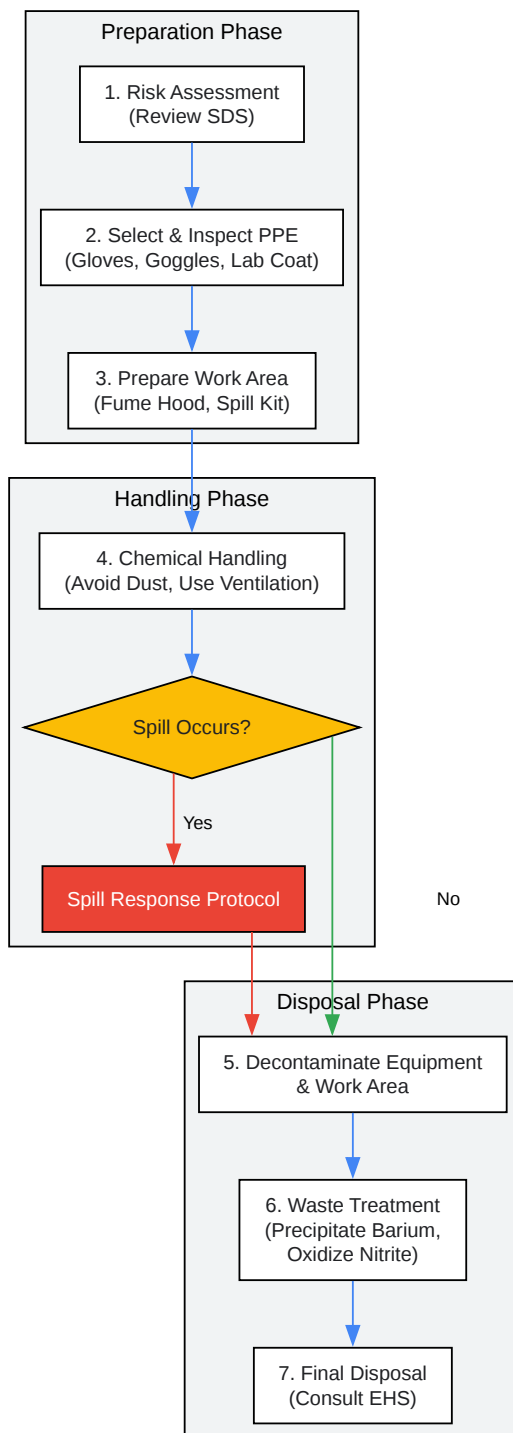 Preparation Phase
1. Risk Assessment
(Review SDS)
2. Select & Inspect PPE
(Gloves, Goggles, Lab Coat)
3. Prepare Work Area
(Fume Hood, Spill Kit)
Handling Phase
4. Chemical Handling
(Avoid Dust, Use Ventilation)
Spill Occurs?
Yes
Spill Response Protocol
No
Disposal Phase
5. Decontaminate Equipment
& Work Area
6. Waste Treatment
(Precipitate Barium,
Oxidize Nitrite)
7. Final Disposal
(Consult EHS)